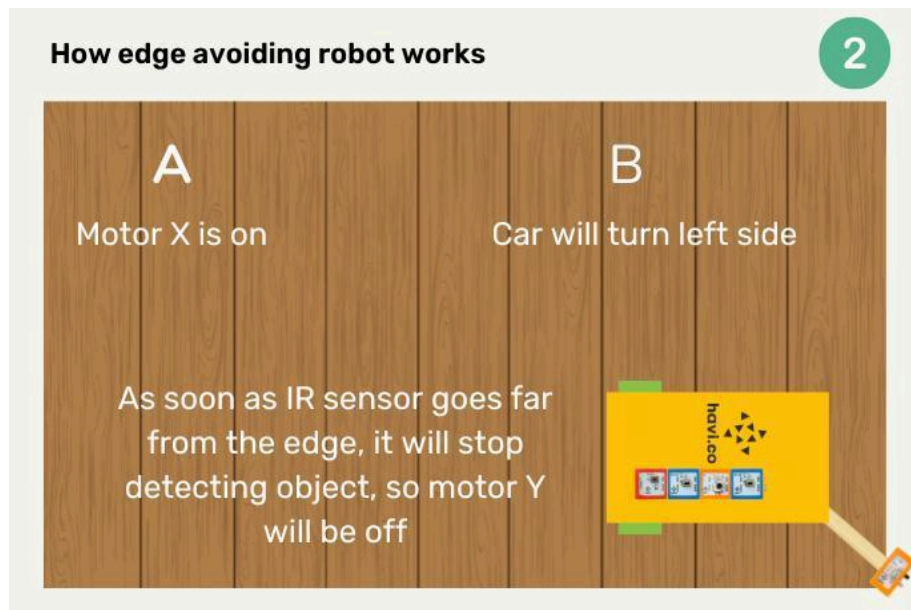 How edge avoiding robot works
2
A
B
Motor X is on
Car will turn left side
As soon as IR sensor goes far
from the edge, it will stop
detecting object, so motor Y
will be off
havi.co